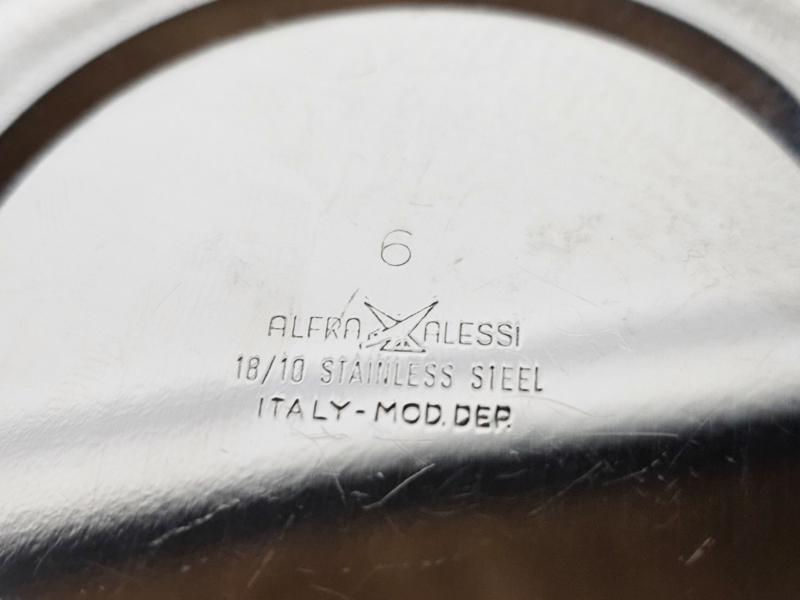 6
ALFRA ALESSI
18/10 STAINLESS STEEL
ITALY-MOD.DEP.